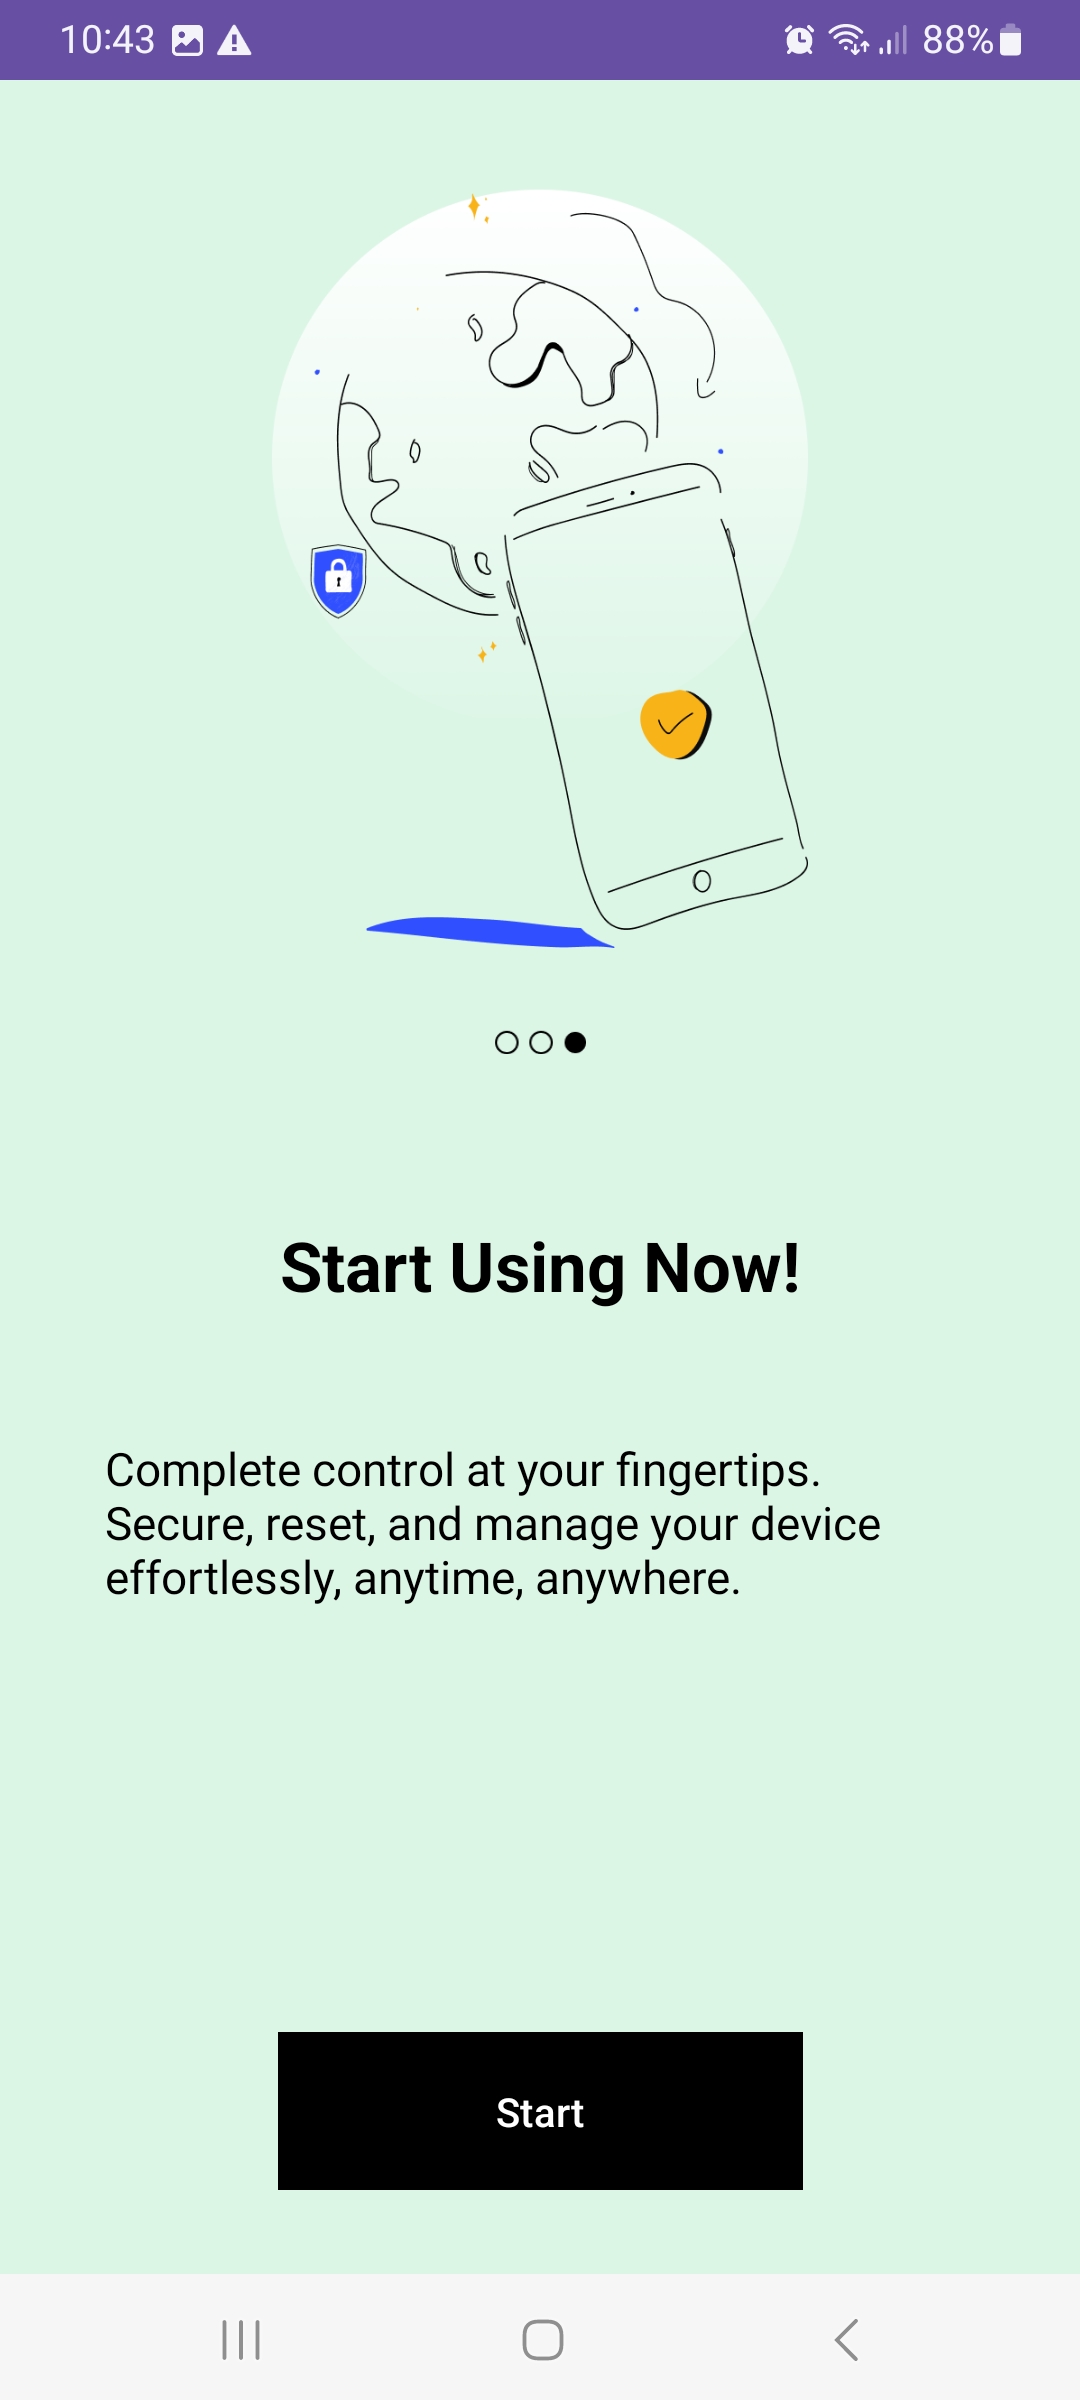 10:43 88%
Start Using Now!
Complete control at your fingertips.
Secure, reset, and manage your device
effortlessly, anytime, anywhere.
Start